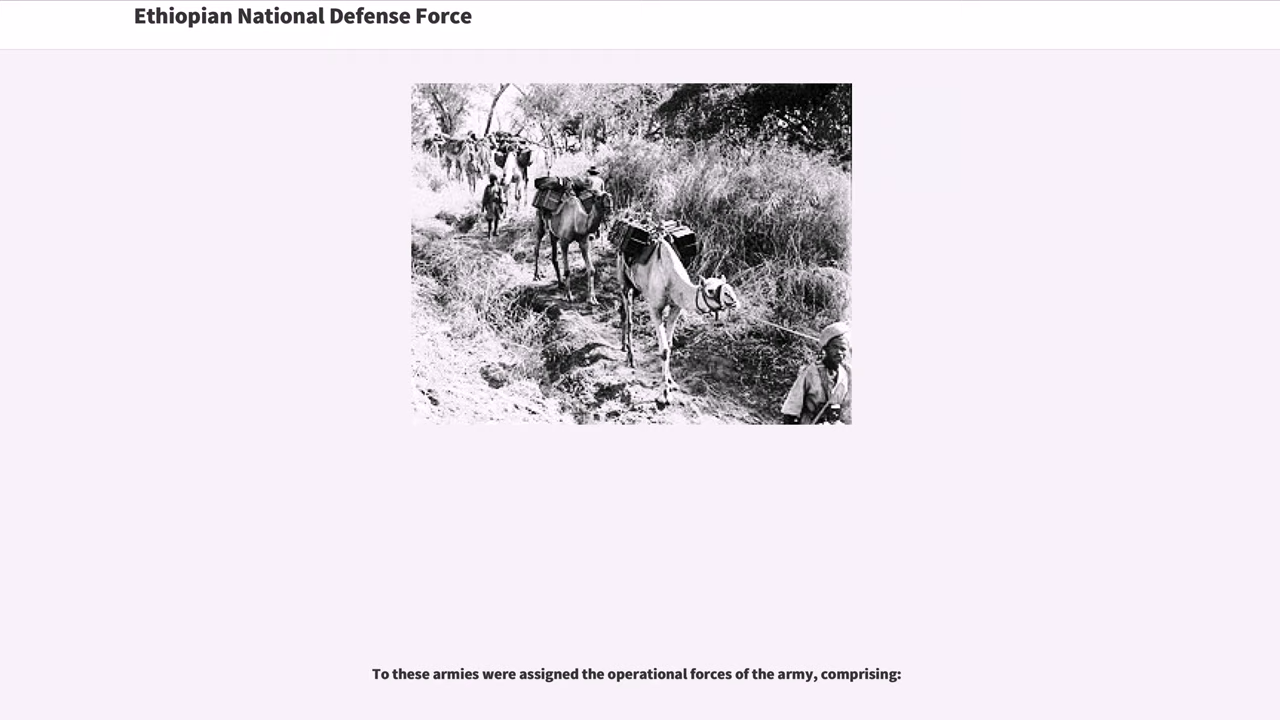 Ethiopian National Defense Force
To these armies were assigned the operational forces of the army, comprising: